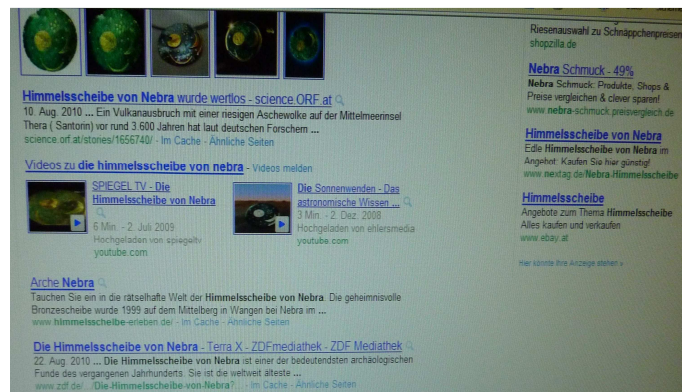 Himmelsscheibe von Nebra wurde wertlos - science.ORF.at
10. Aug. 2010 ... Ein Vulkanausbruch mit einer riesigen Aschewolke auf der Mittelmeerinsel
Thera ( Santorin) vor rund 3.600 Jahren hat laut deutschen Forschern ...
science.orf.at/stories/1656740/ - Im Cache - Ähnliche Seiten
Videos zu die himmelsscheibe von nebra - Videos melden
SPIEGEL TV - Die
Himmelsscheibe von Nebra
6 Min. - 2. Juli 2009
Hochgeladen von spiegeltv
youtube.com
Die Sonnenwenden - Das
astronomische Wissen ...
3 Min. - 2. Dez. 2008
Hochgeladen von ehlersmedia
youtube.com
Arche Nebra
Tauchen Sie ein in die rätselhafte Welt der Himmelsscheibe von Nebra. Die geheimnisvolle
Bronzescheibe wurde 1999 auf dem Mittelberg in Wangen bei Nebra im ...
www.himmelsscheibe-erleben.de/ - Im Cache - Ähnliche Seiten
Die Himmelsscheibe von Nebra - Terra X - ZDFmediathek - ZDF Mediathek
22. Aug. 2010 ... Die Himmelsscheibe von Nebra ist einer der bedeutendsten archäologischen
Funde des vergangenen Jahrhunderts. Sie ist die weltweit älteste ...
www.zdf.de/.../Die-Himmelsscheibe-von-Nebra?... - Im Cache - Ähnliche Seiten
Riesenauswahl zu Schnäppchenpreisen
shopzilla.de
Nebra Schmuck - 49%
Nebra Schmuck: Produkte, Shops &
Preise vergleichen & clever sparen!
www.nebra-schmuck.preisvergleich.de
Himmelsscheibe von Nebra
Edle Himmelsscheibe von Nebra im
Angebot: Kaufen Sie hier günstig!
www.nextag.de/Nebra-Himmelsscheibe
Himmelsscheibe
Angebote zum Thema Himmelsscheibe
Alles kaufen und verkaufen
www.ebay.at
Hier könnte Ihre Anzeige stehen »